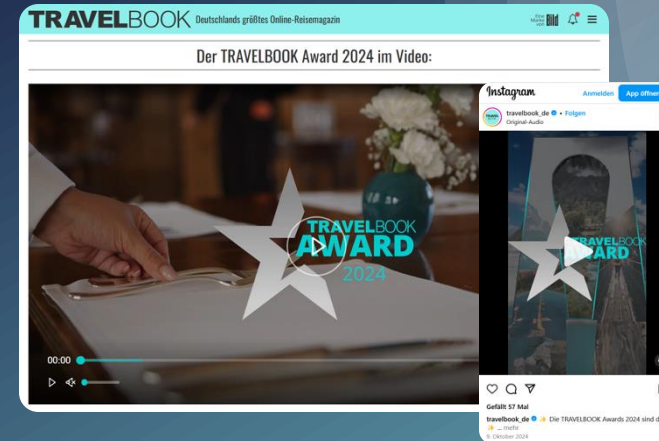 TRAVELBOOK Deutschlands größtes Online-Reisemagazin
Eine Marke von Bild
Der TRAVELBOOK Award 2024 im Video:
TRAVELBOOK
AWARD
2024
00:00
Instagram
Anmelden
App öffnen
travelbook_de • Folgen
Original-Audio
TRAVELBOOK
AWARD
Gefällt 57 Mal
travelbook_de ✨ Die TRAVELBOOK Awards 2024 sind d
✨ ... mehr
9. Oktober 2024